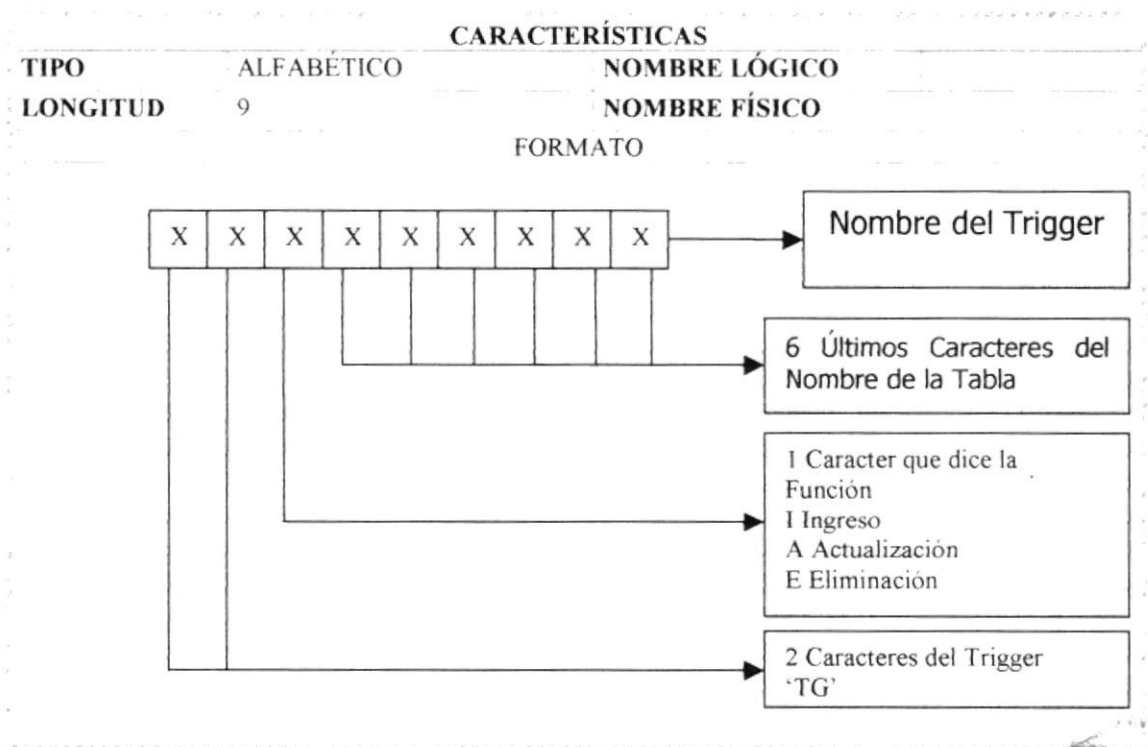 CARACTERÍSTICAS
TIPO ALFABÉTICO NOMBRE LÓGICO
LONGITUD 9 NOMBRE FÍSICO
FORMATO
X X X X X X X X X
Nombre del Trigger
6 Últimos Caracteres del
Nombre de la Tabla
1 Caracter que dice la
Función
I Ingreso
A Actualización
E Eliminación
2 Caracteres del Trigger
‘TG’